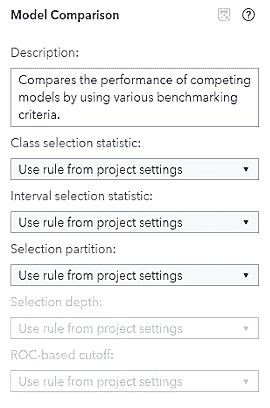 Model Comparison
Description:
Compares the performance of competing
models by using various benchmarking
criteria.
Class selection statistic:
Use rule from project settings
Interval selection statistic:
Use rule from project settings
Selection partition:
Use rule from project settings
Selection depth:
Use rule from project settings
ROC-based cutoff:
Use rule from project settings